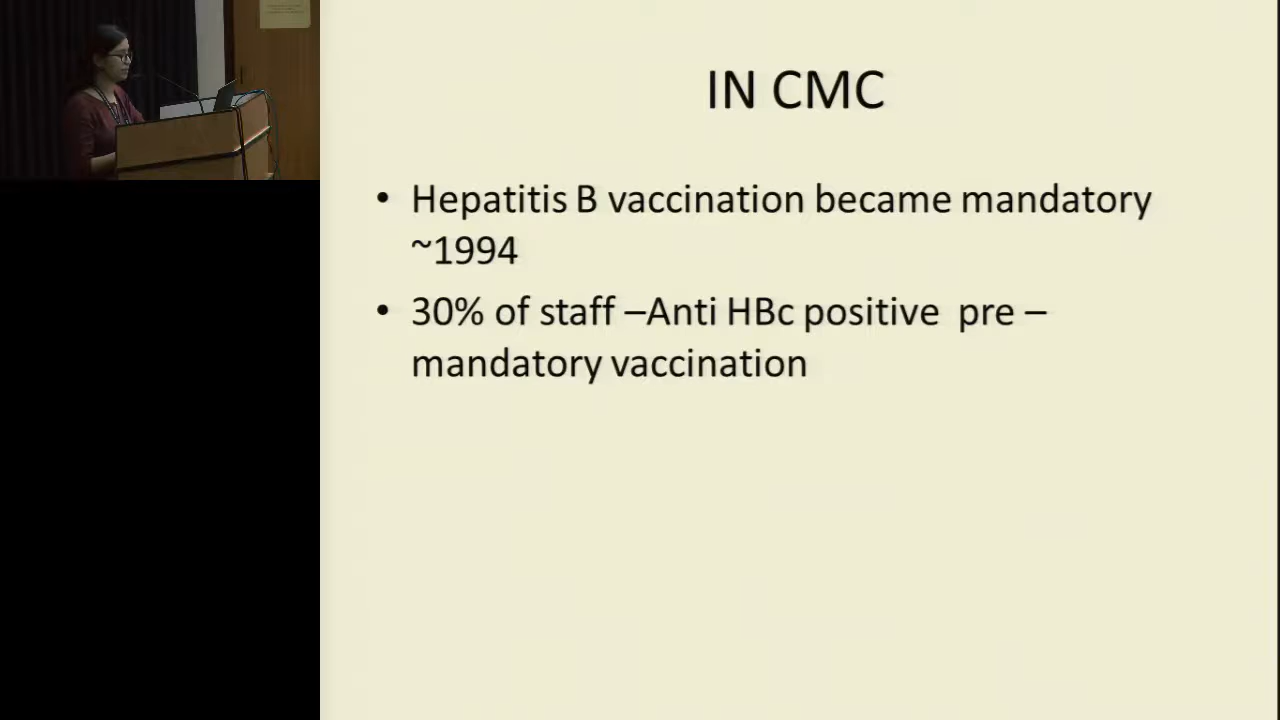 IN CMC
• Hepatitis B vaccination became mandatory
~1994
• 30% of staff –Anti HBc positive  pre –
mandatory vaccination